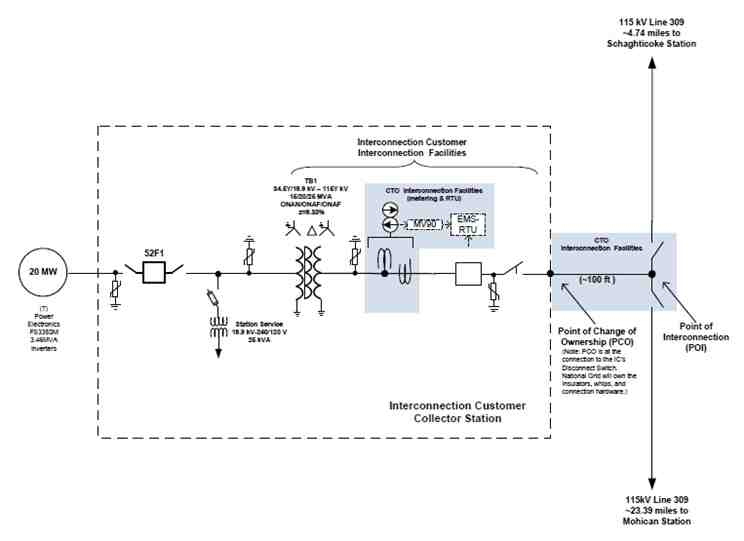 115 kV Line 309
~4.74 miles to
Schaghticoke Station
Interconnection Customer
Interconnection Facilities
TB1
34.5Y/19.9 kV – 115Y kV
15/20/25 MVA
ONAN/ONAF/ONAF
CTO Interconnection Facilities
(metering & RTU)
MV90
EMS-
RTU
52F1
20 MW
(7)
Power
Electronics
Inverters
Station Service
19.9 kV-240/120 V
25 kVA
CTO
Interconnection Facilities
(~100 ft )
Point of Change of
Ownership (PCO)
(Note: PCO is at the
connection to the IC's
Disconnect Switch.
National Grid will own the
insulators, whips, and
connection hardware.)
Point of
Interconnection
(POI)
Interconnection Customer
Collector Station
115kV Line 309
~23.39 miles to
Mohican Station